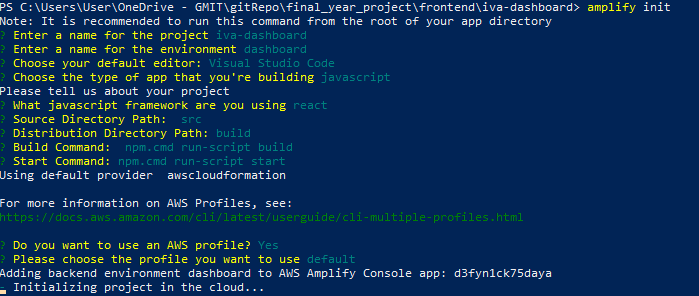 PS C:\Users\User\OneDrive - GMIT\gitRepo\final_year_project\frontend\iva-dashboard> amplify init
Note: It is recommended to run this command from the root of your app directory
? Enter a name for the project iva-dashboard
? Enter a name for the environment dashboard
? Choose your default editor: Visual Studio Code
? Choose the type of app that you're building javascript
Please tell us about your project
? What javascript framework are you using react
? Source Directory Path:  src
? Distribution Directory Path: build
? Build Command:  npm.cmd run-script build
? Start Command: npm.cmd run-script start
Using default provider  awscloudformation
For more information on AWS Profiles, see:
https://docs.aws.amazon.com/cli/latest/userguide/cli-multiple-profiles.html
? Do you want to use an AWS profile? Yes
? Please choose the profile you want to use default
Adding backend environment dashboard to AWS Amplify Console app: d3fyn1ck75daya
- Initializing project in the cloud...